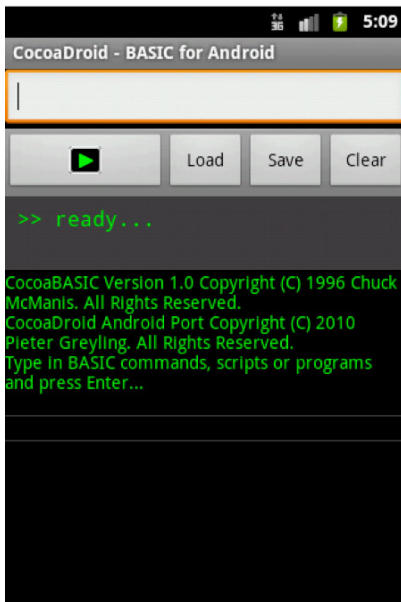 3G 5:09
CocoaDroid - BASIC for Android
Load Save Clear
>> ready...
CocoaBASIC Version 1.0 Copyright (C) 1996 Chuck
McManis. All Rights Reserved.
CocoaDroid Android Port Copyright (C) 2010
Pieter Greyling. All Rights Reserved.
Type in BASIC commands, scripts or programs
and press Enter...